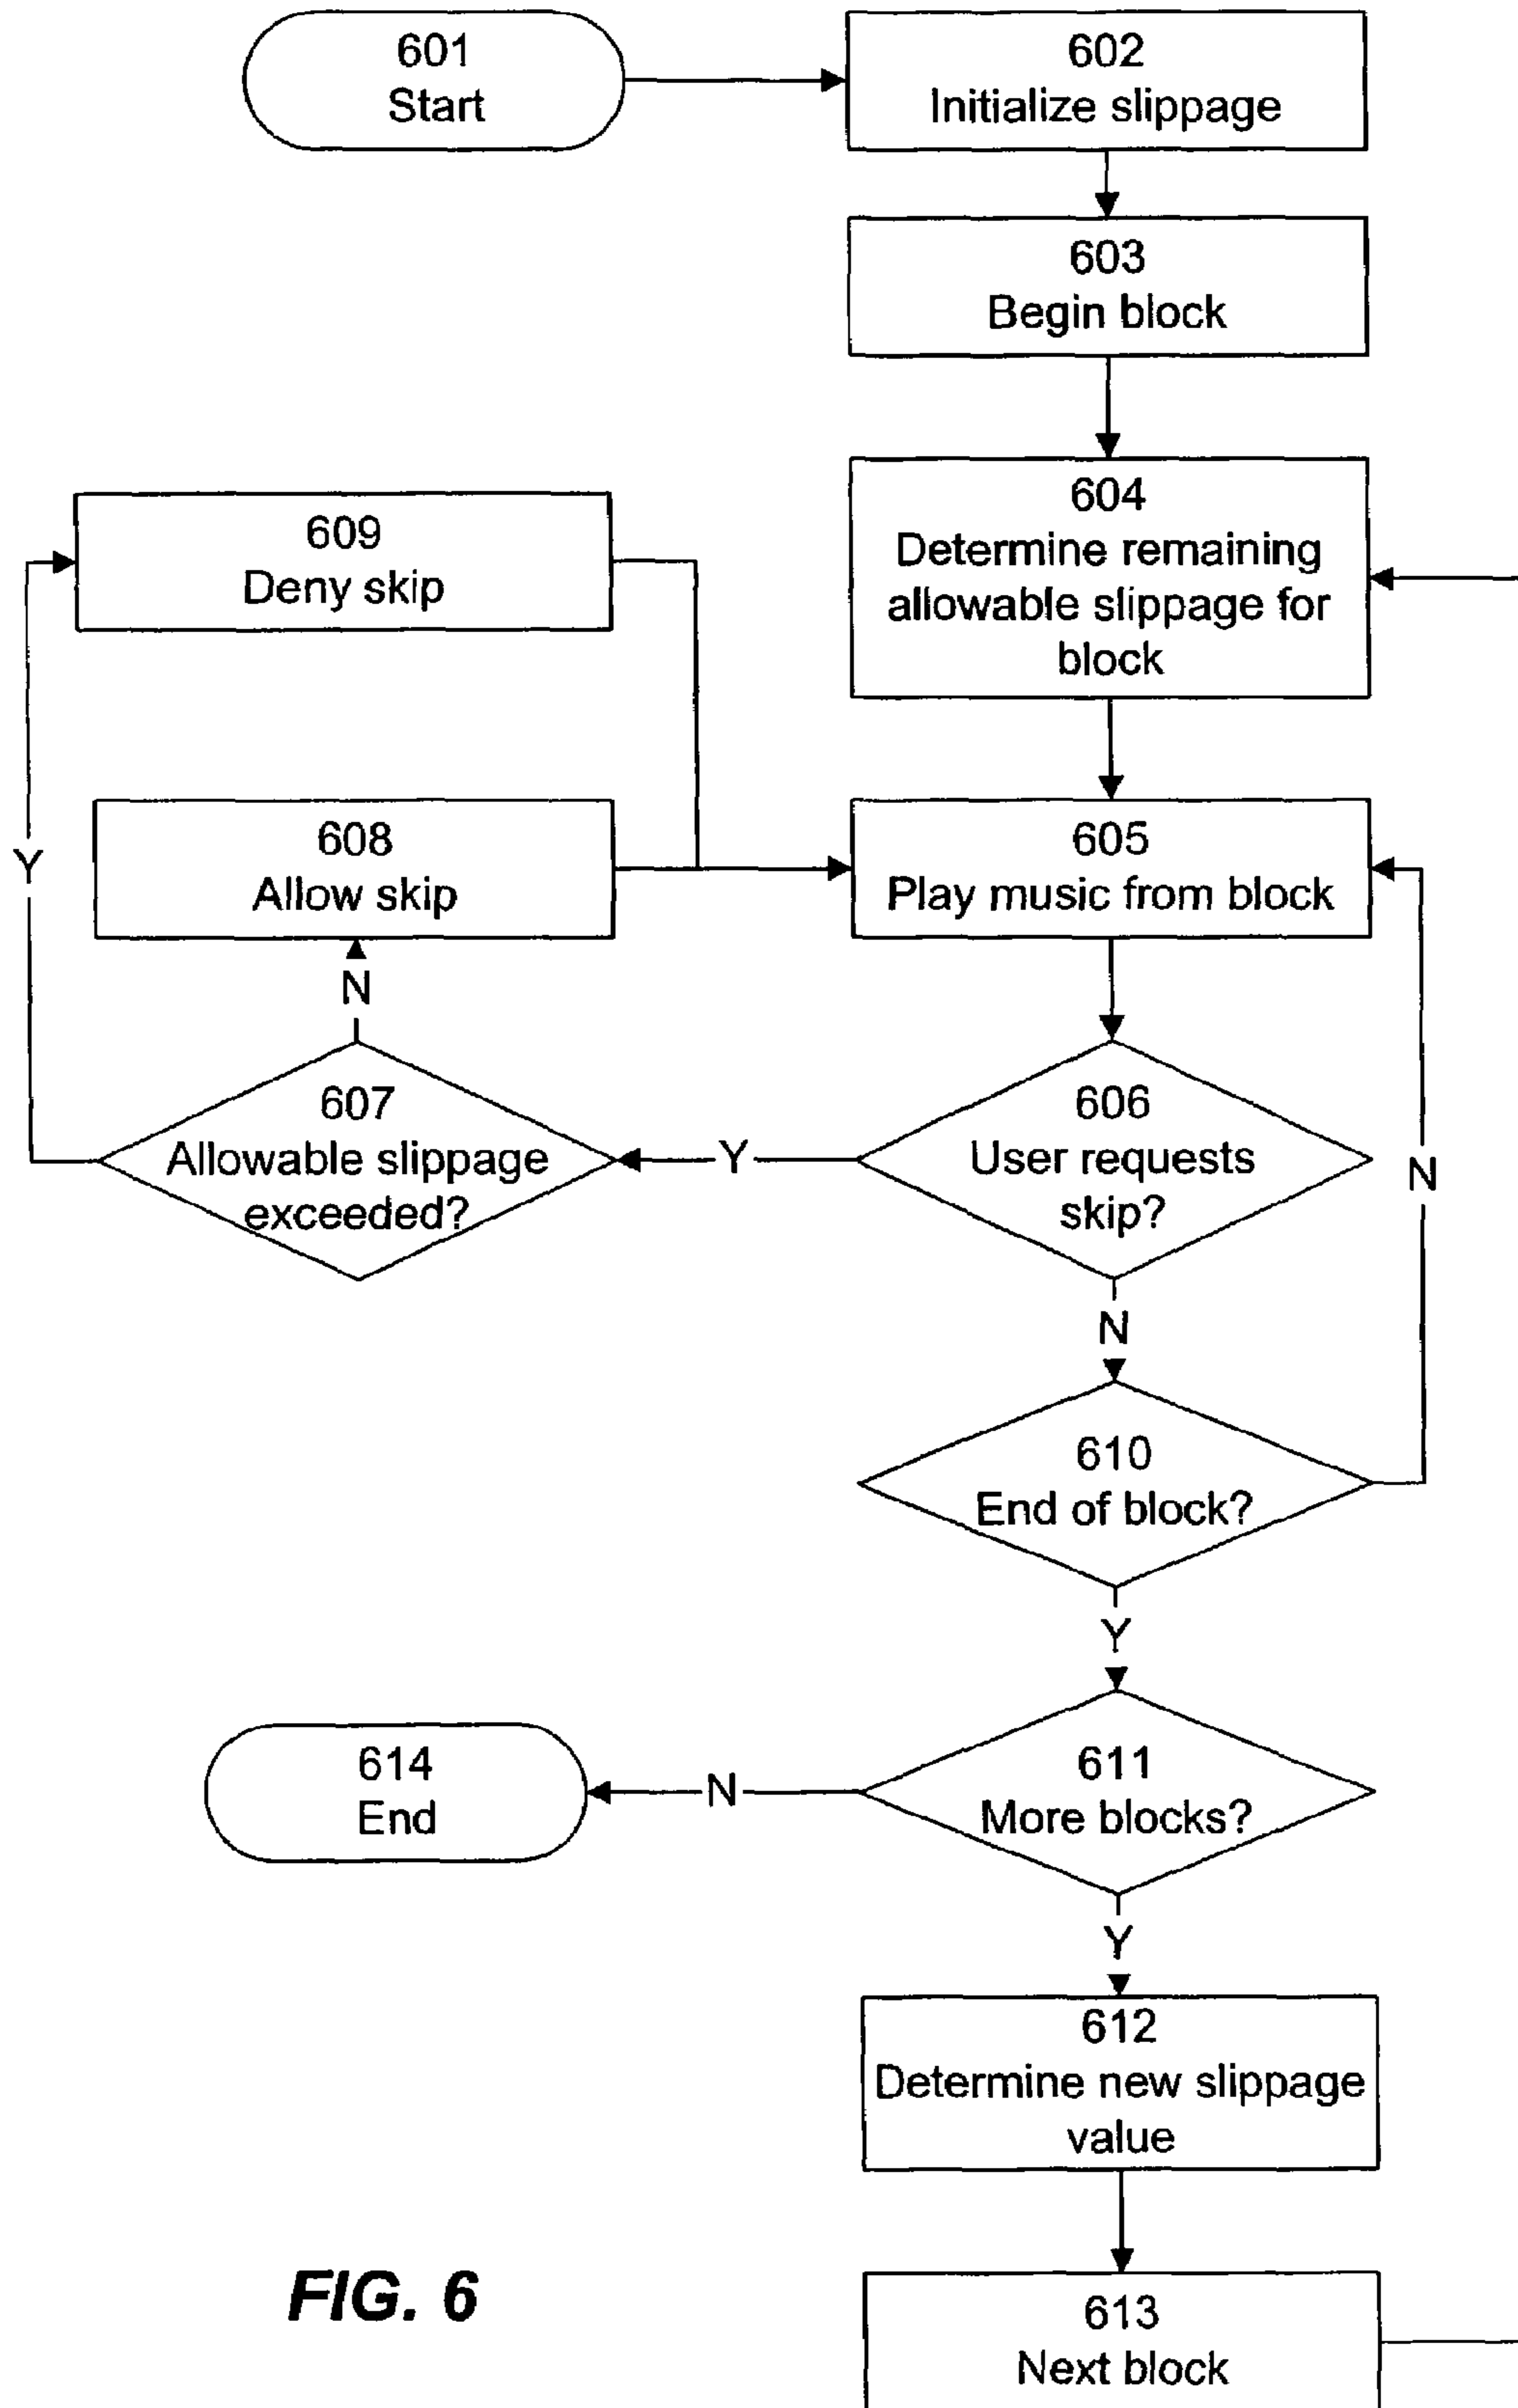 601
Start
602
Initialize slippage
603
Begin block
604
Determine remaining
allowable slippage for
block
609
Deny skip
608
Allow skip
605
Play music from block
Y
N
607
Allowable slippage
exceeded?
Y
606
User requests
skip?
N
N
610
End of block?
Y
614
End
N
611
More blocks?
Y
612
Determine new slippage
value
613
Next block
FIG. 6